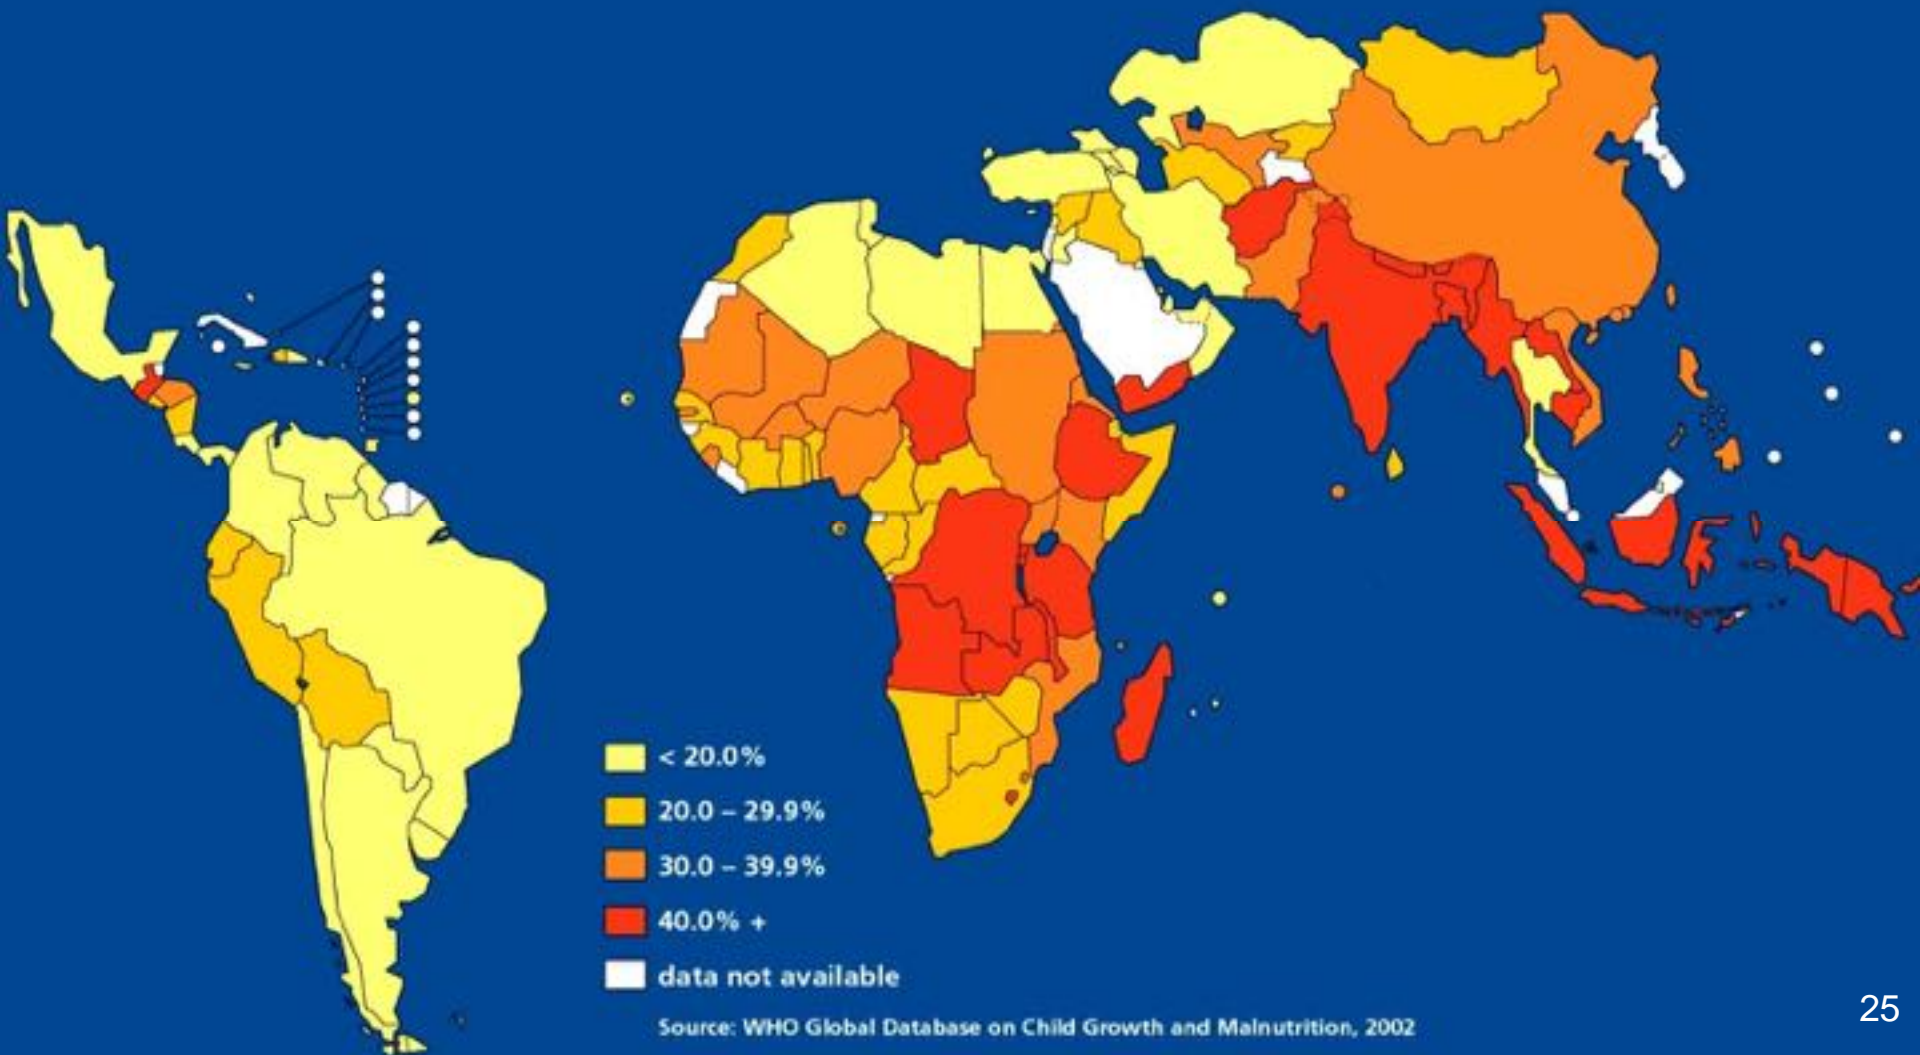 < 20.0%
20.0 – 29.9%
30.0 – 39.9%
40.0% +
data not available
Source: WHO Global Database on Child Growth and Malnutrition, 2002
25